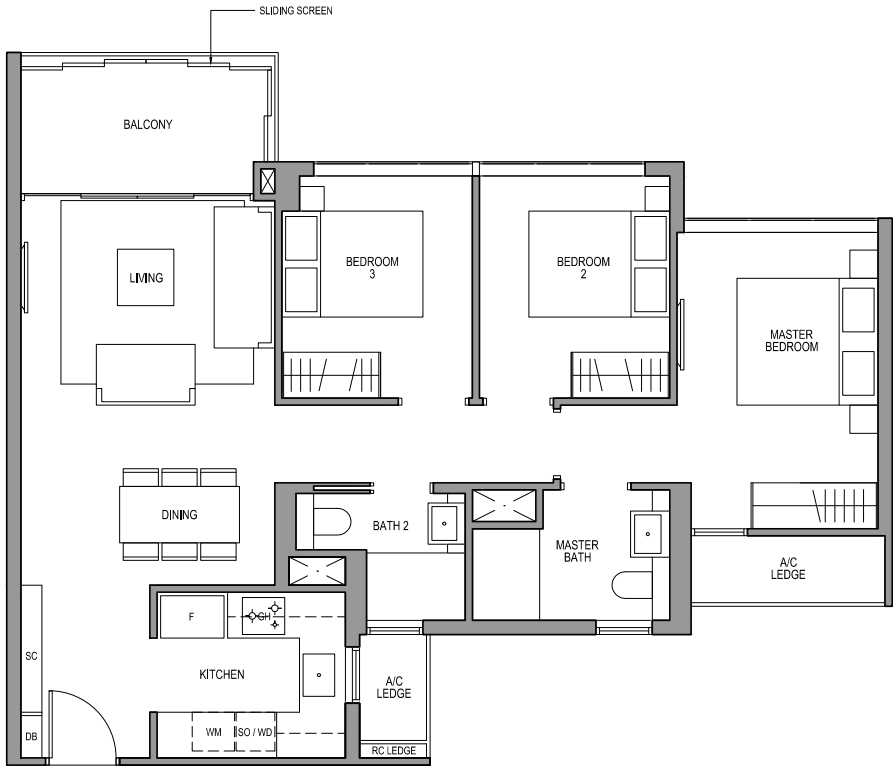 SLIDING SCREEN
BALCONY
LIVING
BEDROOM
3
BEDROOM
2
MASTER
BEDROOM
DINING
BATH 2
MASTER
BATH
A/C
LEDGE
F
GH
SC
KITCHEN
A/C
LEDGE
DB
WM
SO / WD
RC LEDGE